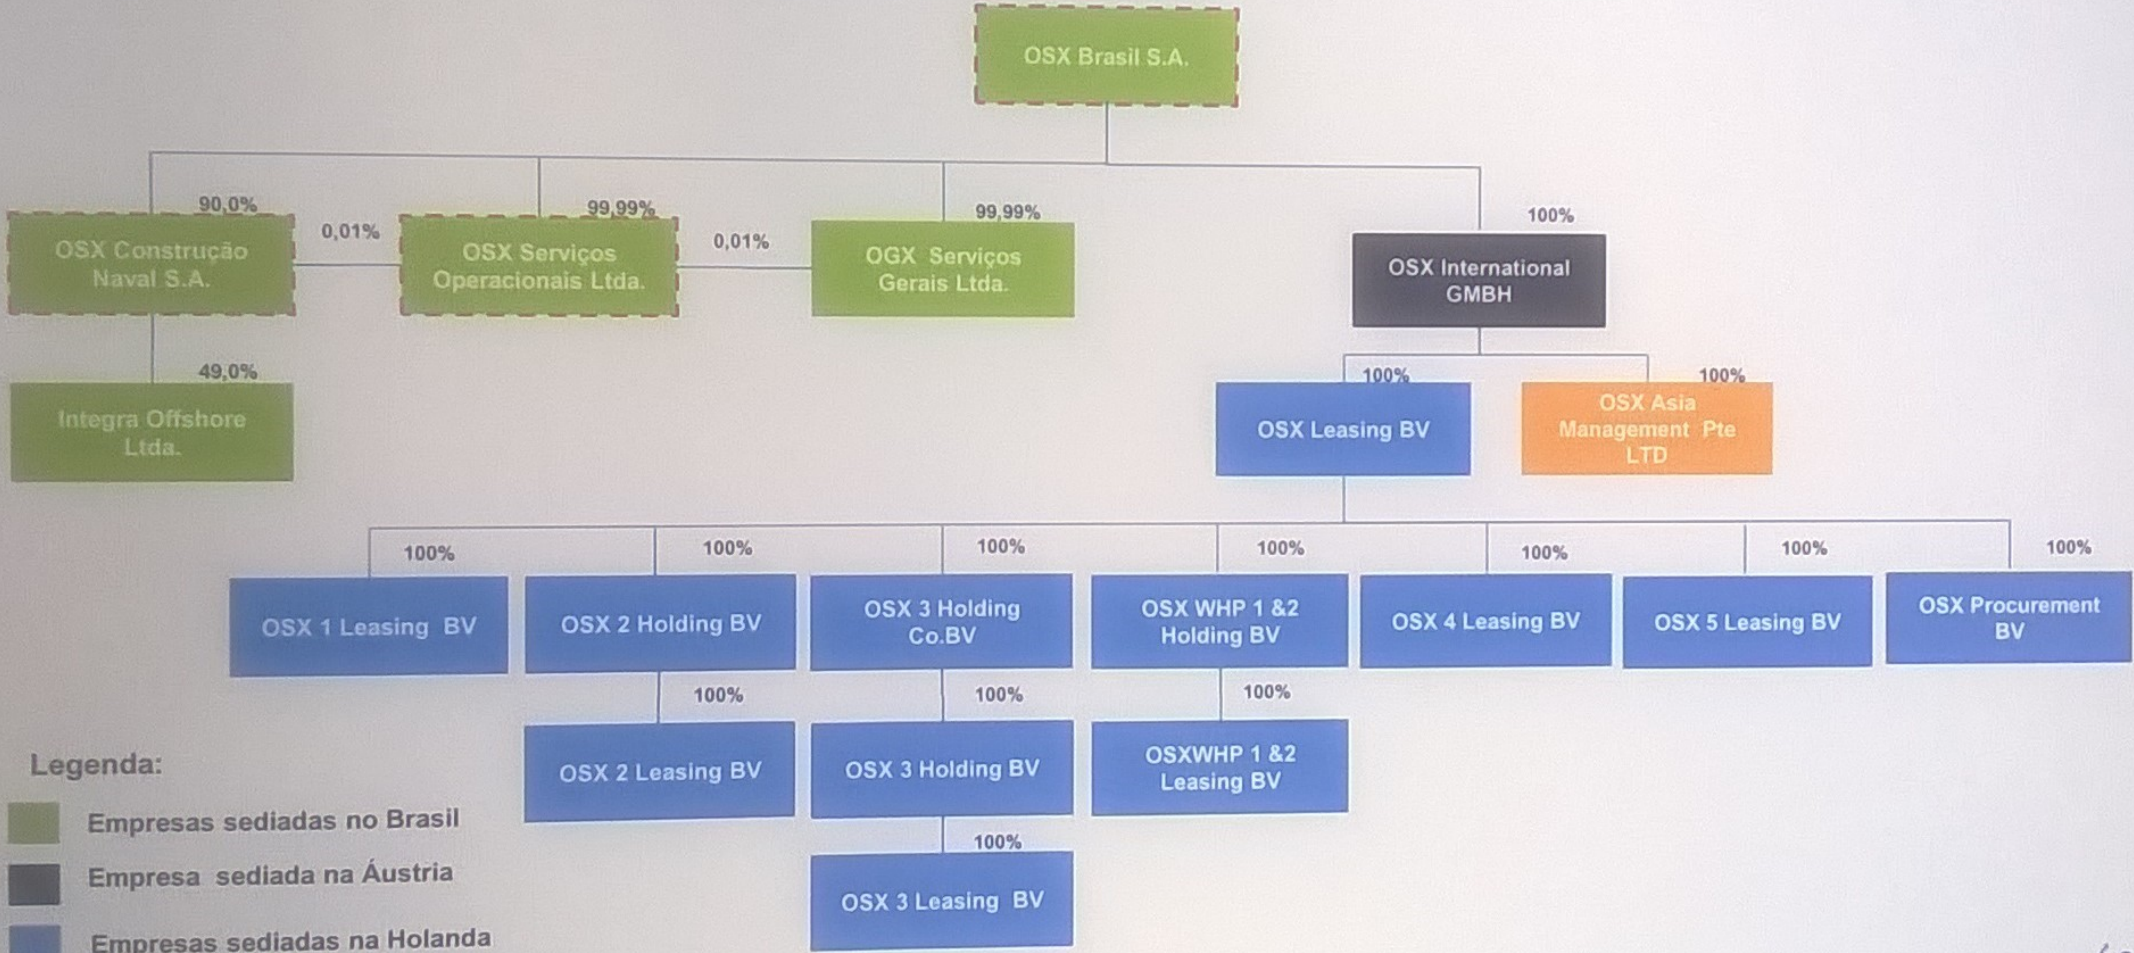 OSX Brasil S.A.
90,0%
0,01%
99,99%
0,01%
99,99%
100%
OSX Construção
Naval S.A.
OSX Serviços
Operacionais Ltda.
OGX Serviços
Gerais Ltda.
OSX International
GMBH
49,0%
100%
100%
Integra Offshore
Ltda.
OSX Leasing BV
OSX Asia
Management Pte
LTD
100%
100%
100%
100%
100%
100%
100%
OSX 1 Leasing BV
OSX 2 Holding BV
OSX 3 Holding
Co.BV
OSX WHP 1 &2
Holding BV
OSX 4 Leasing BV
OSX 5 Leasing BV
OSX Procurement
BV
100%
100%
100%
OSX 2 Leasing BV
OSX 3 Holding BV
OSXWHP 1 &2
Leasing BV
100%
OSX 3 Leasing BV
Legenda:
Empresas sediadas no Brasil
Empresa sediada na Áustria
Empresas sediadas na Holanda